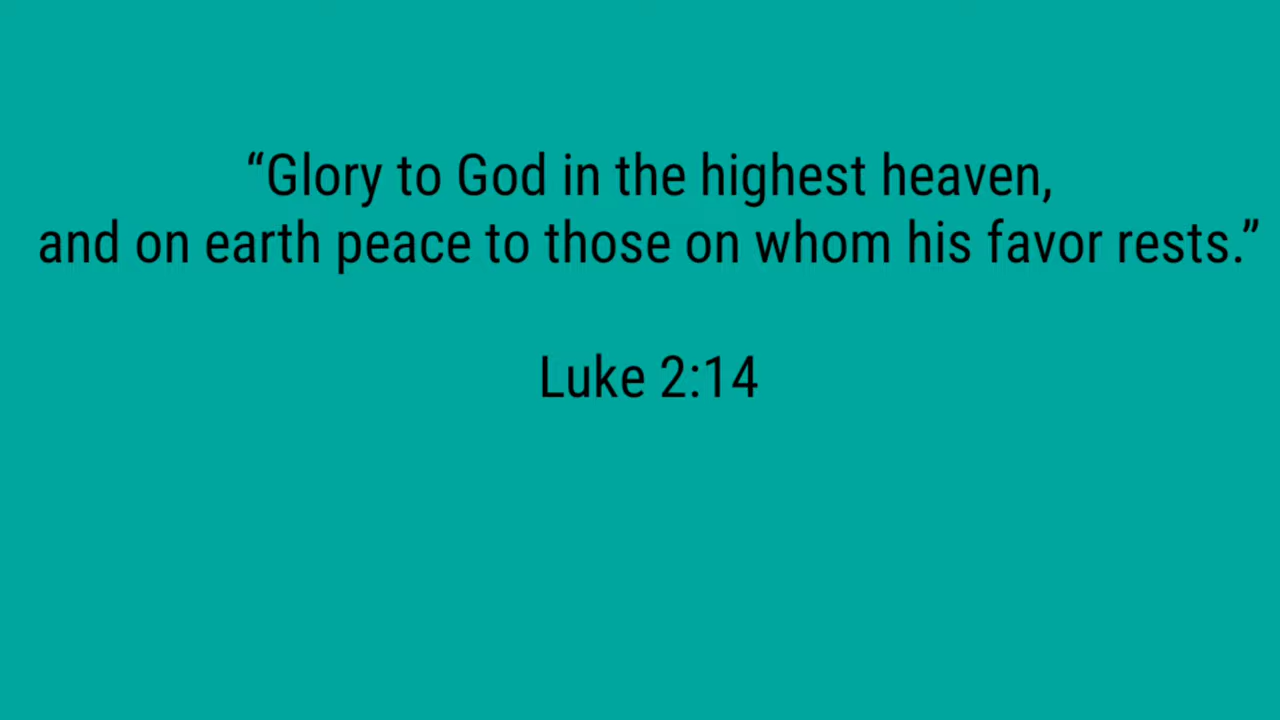 “Glory to God in the highest heaven,
and on earth peace to those on whom his favor rests.”
Luke 2:14